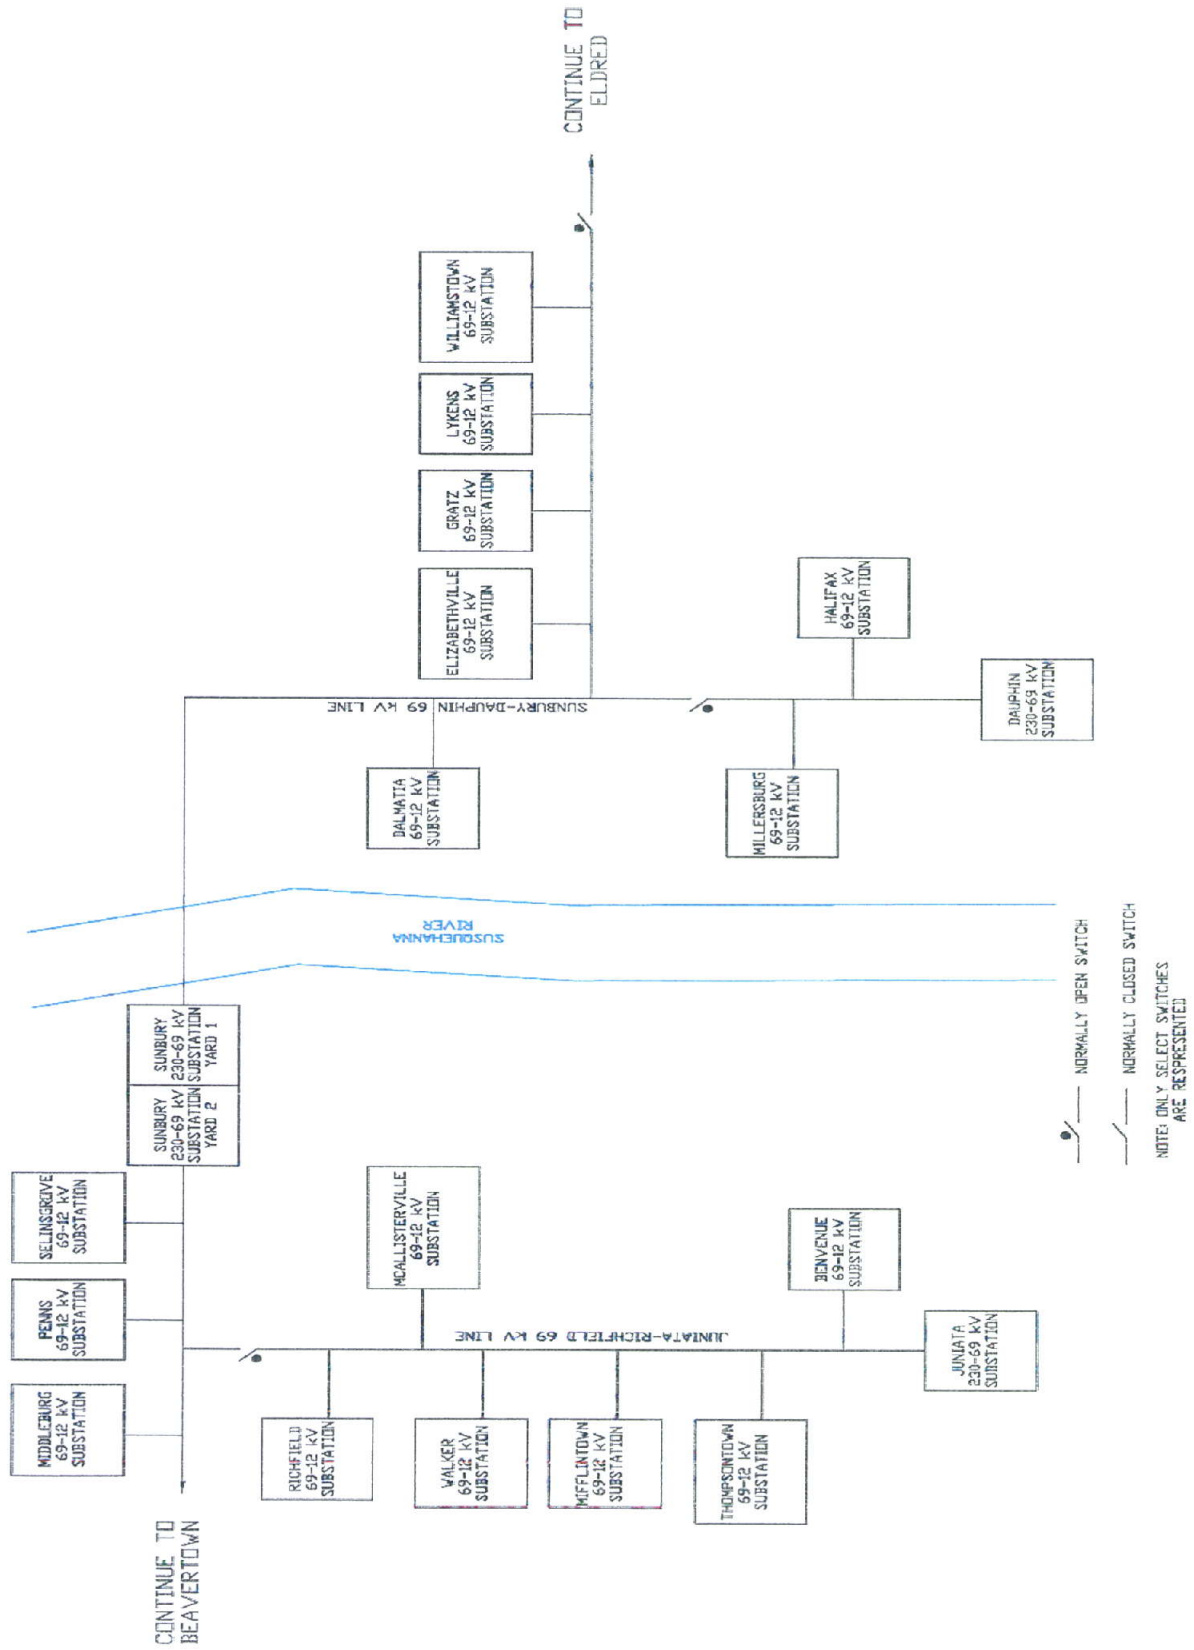 CONTINUE TO
BEAVERTOWN
MIDDLEBURG
69-12 kV
SUBSTATION
PENNS
69-12 kV
SUBSTATION
SELINSGROVE
69-12 kV
SUBSTATION
SUNBURY
230-69 kV
SUBSTATION
YARD 2
SUNBURY
230-69 kV
SUBSTATION
YARD 1
RICHFIELD
69-12 kV
SUBSTATION
MCALLISTERVILLE
69-12 kV
SUBSTATION
WALKER
69-12 kV
SUBSTATION
MIFFLINTOWN
69-12 kV
SUBSTATION
THOMPSONTOWN
69-12 kV
SUBSTATION
BENVENUE
69-12 kV
SUBSTATION
JUNIATA
230-69 kV
SUBSTATION
JUNIATA-RICHFIELD 69 KV LINE
SUSQUEHANNA
RIVER
SUNBURY-DAUPHIN 69 KV LINE
DALMATIA
69-12 kV
SUBSTATION
ELIZABETHVILLE
69-12 kV
SUBSTATION
GRATZ
69-12 kV
SUBSTATION
LYKENS
69-12 kV
SUBSTATION
WILLIAMSTOWN
69-12 kV
SUBSTATION
CONTINUE TO
ELDRED
MILLERSBURG
69-12 kV
SUBSTATION
HALIFAX
69-12 kV
SUBSTATION
DAUPHIN
230-69 kV
SUBSTATION
NORMALLY OPEN SWITCH
NORMALLY CLOSED SWITCH
NOTE: ONLY SELECT SWITCHES
ARE RESPRESENTED